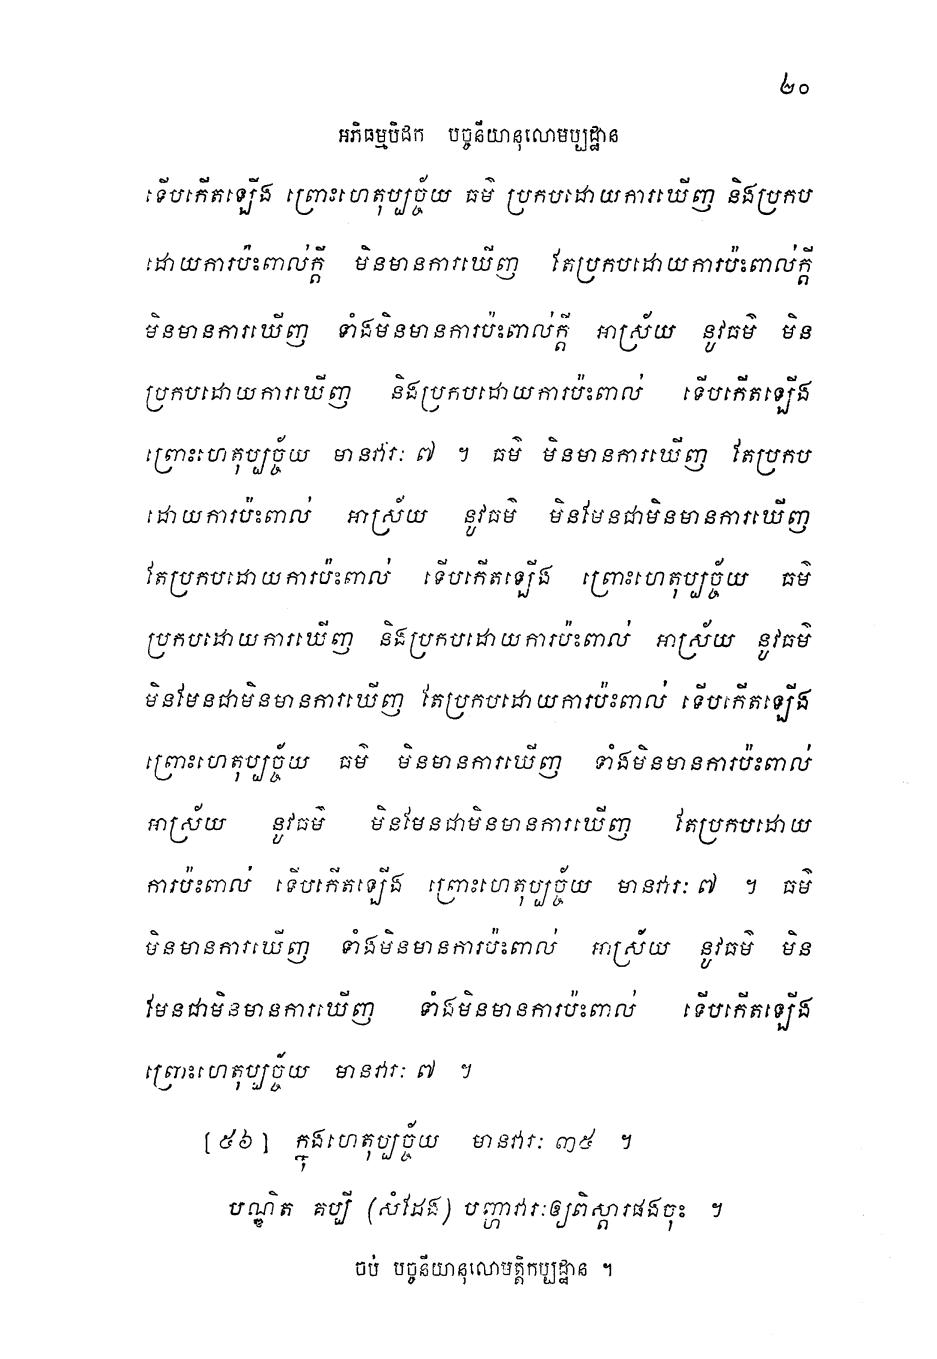 ២០
អភិធម្មបិដក បច្ចនីយានុលោមប្បដ្ឋាន
ទើបកើតឡើង ព្រោះហេតុប្បច្ច័យ ធម៌ ប្រកបដោយការឃើញ និងប្រកប
ដោយការប៉ះពាល់ក្តី មិនមានការឃើញ តែប្រកបដោយការប៉ះពាល់ក្តី
មិនមានការឃើញ ទាំងមិនមានការប៉ះពាល់ក្តី អាស្រ័យ នូវធម៌ មិន
ប្រកបដោយការឃើញ និងប្រកបដោយការប៉ះពាល់ ទើបកើតឡើង
ព្រោះហេតុប្បច្ច័យ មានវារៈ ៧ ។ ធម៌ មិនមានការឃើញ តែប្រកប
ដោយការប៉ះពាល់ អាស្រ័យ នូវធម៌ មិនមែនជាមិនមានការឃើញ
តែប្រកបដោយការប៉ះពាល់ ទើបកើតឡើង ព្រោះហេតុប្បច្ច័យ ធម៌
ប្រកបដោយការឃើញ និងប្រកបដោយការប៉ះពាល់ អាស្រ័យ នូវធម៌
មិនមែនជាមិនមានការឃើញ តែប្រកបដោយការប៉ះពាល់ ទើបកើតឡើង
ព្រោះហេតុប្បច្ច័យ ធម៌ មិនមានការឃើញ ទាំងមិនមានការប៉ះពាល់
អាស្រ័យ នូវធម៌ មិនមែនជាមិនមានការឃើញ តែប្រកបដោយ
ការប៉ះពាល់ ទើបកើតឡើង ព្រោះហេតុប្បច្ច័យ មានវារៈ ៧ ។ ធម៌
មិនមានការឃើញ ទាំងមិនមានការប៉ះពាល់ អាស្រ័យ នូវធម៌ មិន
មែនជាមិនមានការឃើញ ទាំងមិនមានការប៉ះពាល់ ទើបកើតឡើង
ព្រោះហេតុប្បច្ច័យ មានវារៈ ៧ ។
[៥៦] ក្នុងហេតុប្បច្ច័យ មានវារៈ ៣៥ ។
បណ្ឌិត គប្បី (សំដែង) បញ្ហាវារៈឲ្យពិស្តារផងចុះ ។
ចប់ បច្ចនីយានុលោមត្តិកប្បដ្ឋាន ។